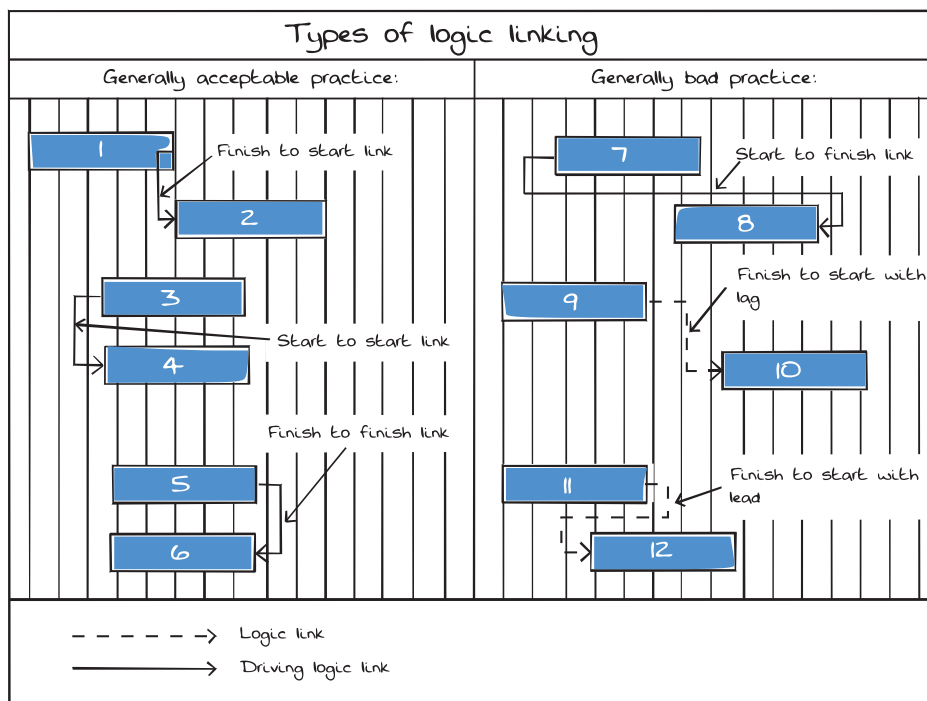 Types of logic linking
Generally acceptable practice:
Generally bad practice:
1
Finish to start link
2
3
Start to start link
4
Finish to finish link
5
6
7
Start to finish link
8
Finish to start with
lag
9
10
Finish to start with
lead
11
12
Logic link
Driving logic link